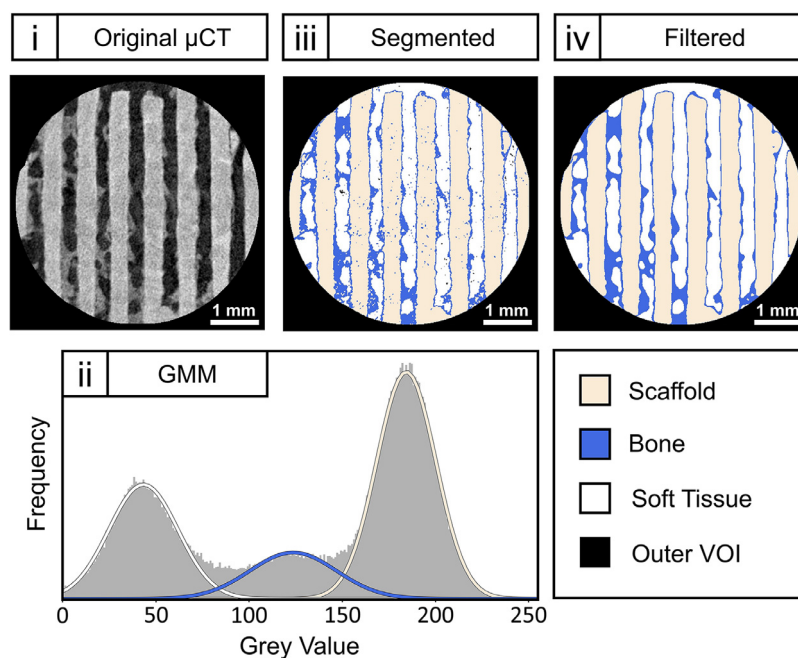 i Original µCT
iii Segmented
iv Filtered
1 mm
1 mm
1 mm
ii GMM
Frequency
0 50 100 150 200 250
Grey Value
Scaffold
Bone
Soft Tissue
Outer VOI